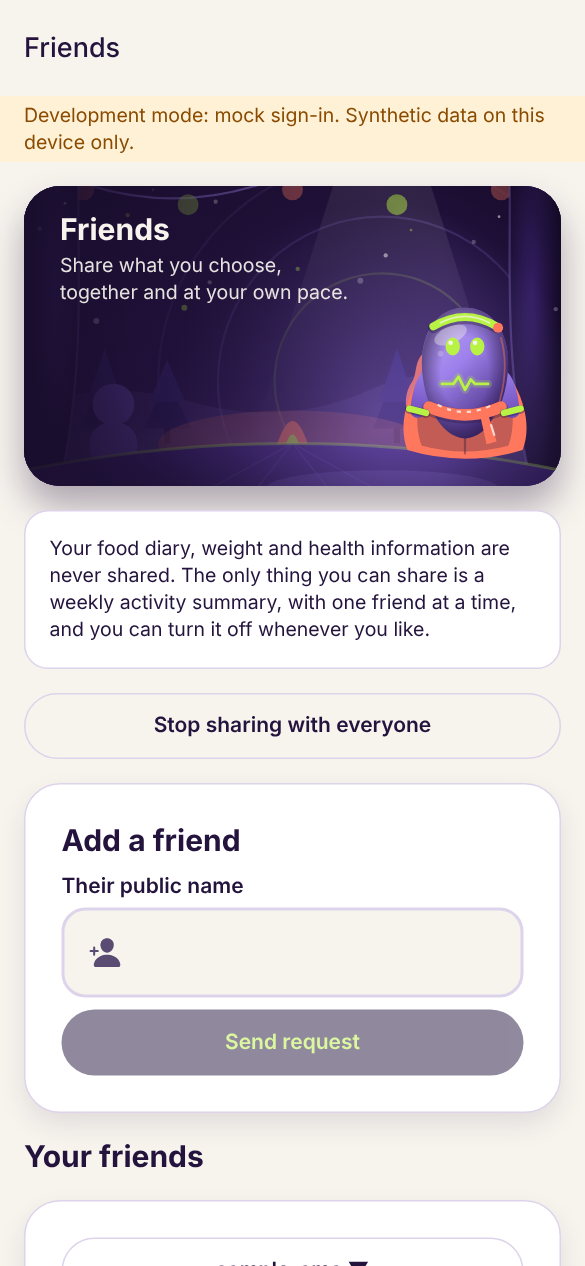 Friends
Development mode: mock sign-in. Synthetic data on this
device only.
Friends
Share what you choose,
together and at your own pace.
Your food diary, weight and health information are
never shared. The only thing you can share is a
weekly activity summary, with one friend at a time,
and you can turn it off whenever you like.
Stop sharing with everyone
Add a friend
Their public name
Send request
Your friends